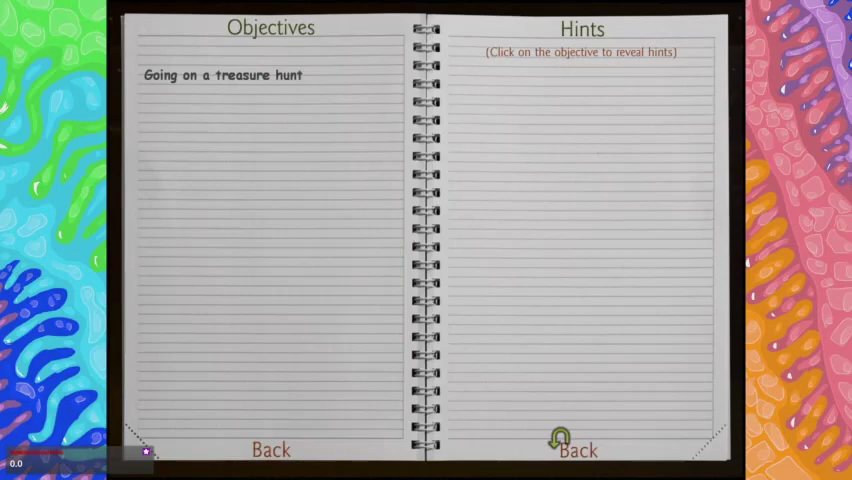 Objectives
Going on a treasure hunt
Back
Hints
(Click on the objective to reveal hints)
Back
0.0